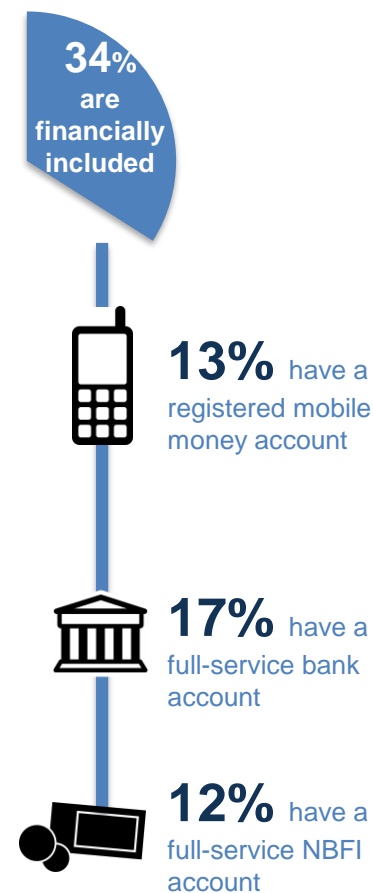 34%
are
financially
included
13% have a
registered mobile
money account
17% have a
full-service bank
account
12% have a
full-service NBFI
account